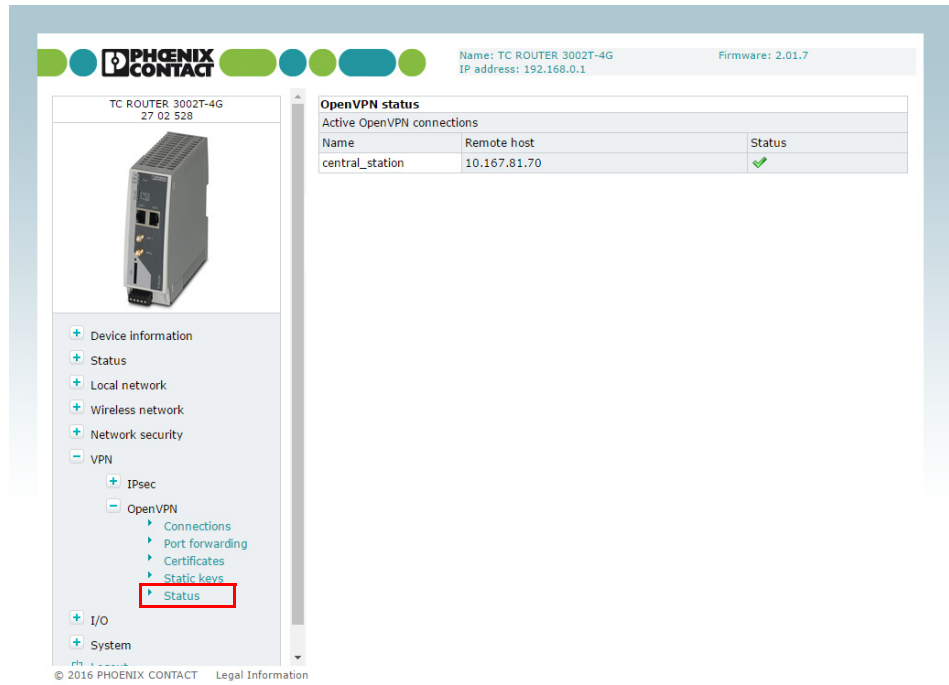 PHŒNIX
CONTACT
Name: TC ROUTER 3002T-4G
Firmware: 2.01.7
IP address: 192.168.0.1
TC ROUTER 3002T-4G
27 02 528
OpenVPN status
Active OpenVPN connections
Name Remote host Status
central_station 10.167.81.70
Device information
Status
Local network
Wireless network
Network security
VPN
IPsec
OpenVPN
Connections
Port forwarding
Certificates
Static keys
Status
I/O
System
Logout
© 2016 PHOENIX CONTACT Legal Information